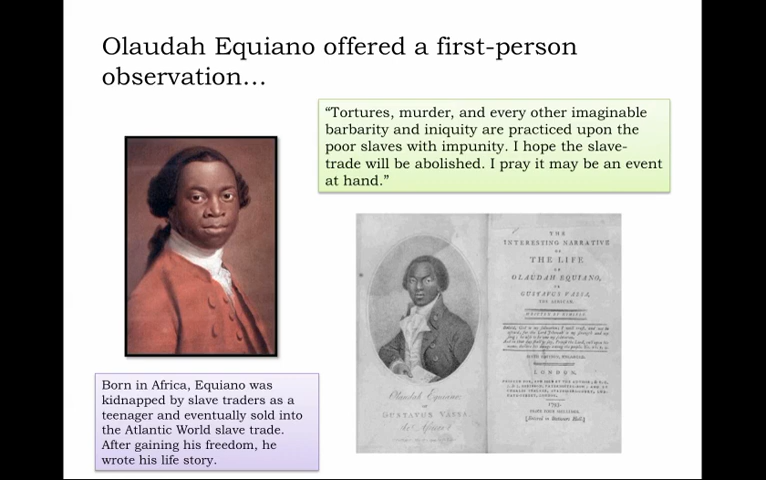 Olaudah Equiano offered a first-person
observation…
“Tortures, murder, and every other imaginable
barbarity and iniquity are practiced upon the
poor slaves with impunity. I hope the slave-
trade will be abolished. I pray it may be an event
at hand.”
Born in Africa, Equiano was
kidnapped by slave traders as a
teenager and eventually sold into
the Atlantic World slave trade.
After gaining his freedom, he
wrote his life story.
Olaudah Equiano,
GUSTAVUS VASSA,
THE
INTERESTING NARRATIVE
OF
THE LIFE
OF
OLAUDAH EQUIANO,
OR
GUSTAVUS VASSA,
THE AFRICAN.
WRITTEN BY HIMSELF.
LONDON: